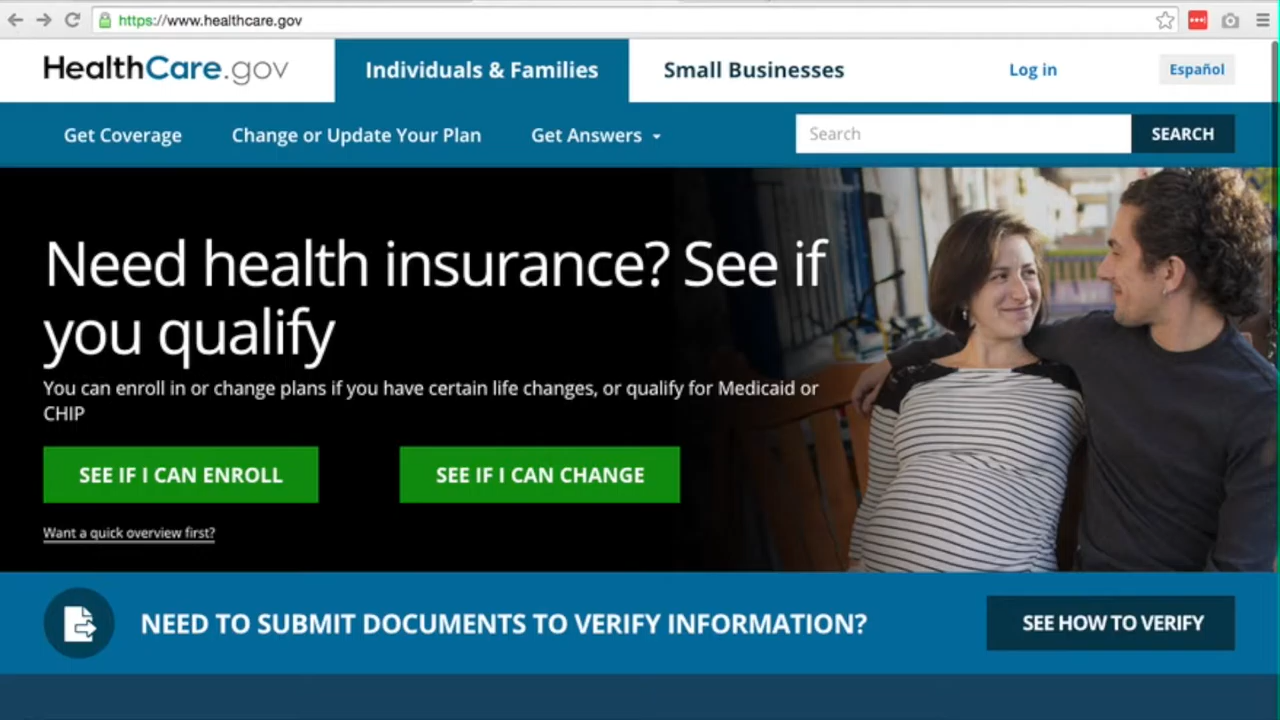 https://www.healthcare.gov
HealthCare.gov
Individuals & Families
Small Businesses
Log in
Español
Get Coverage
Change or Update Your Plan
Get Answers
Search
SEARCH
Need health insurance? See if
you qualify
You can enroll in or change plans if you have certain life changes, or qualify for Medicaid or
CHIP
SEE IF I CAN ENROLL
SEE IF I CAN CHANGE
Want a quick overview first?
NEED TO SUBMIT DOCUMENTS TO VERIFY INFORMATION?
SEE HOW TO VERIFY